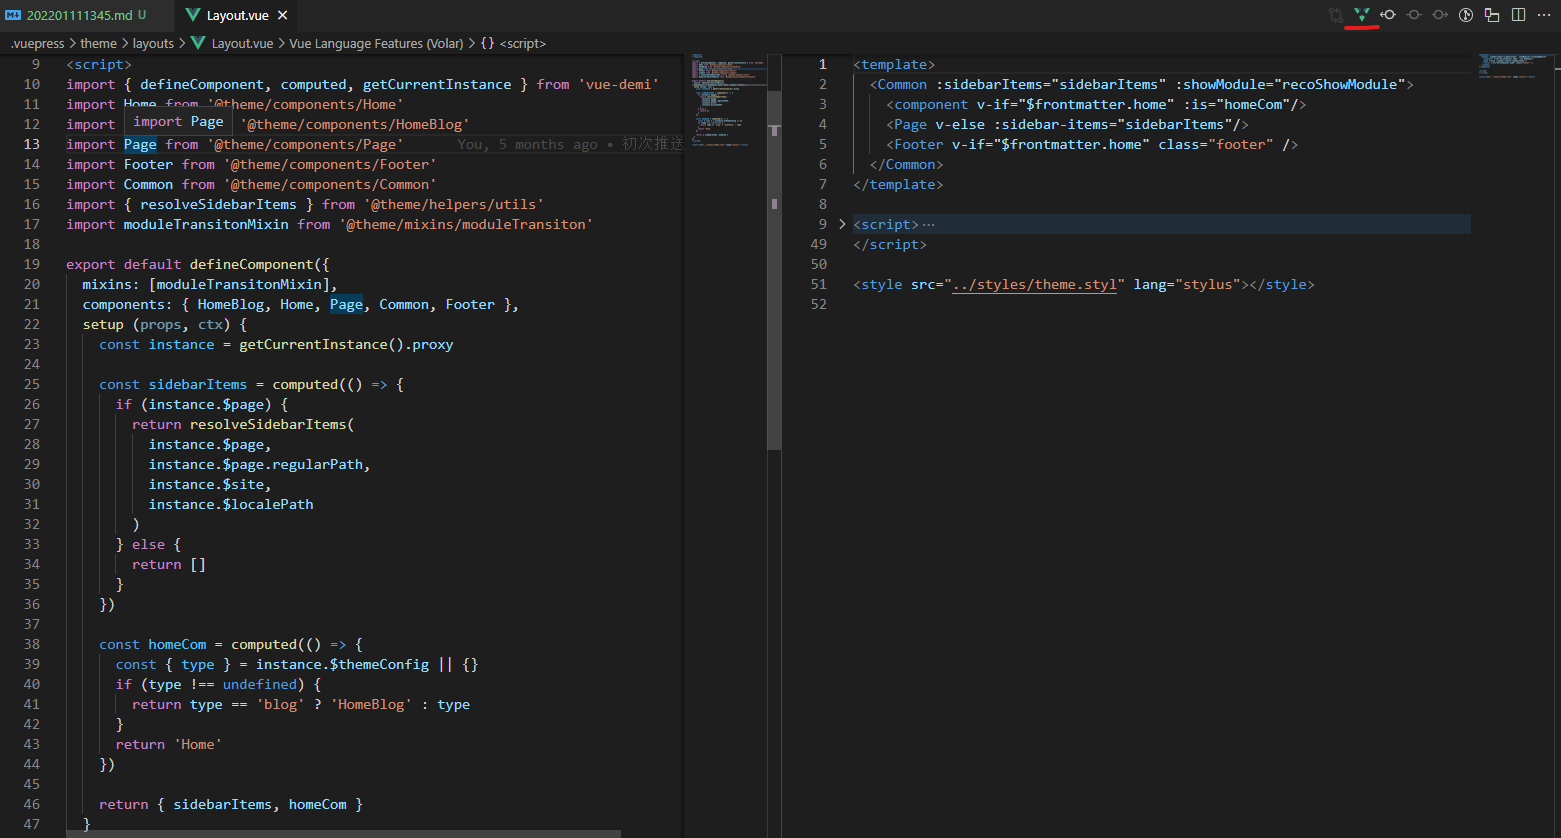 202201111345.md U
Layout.vue
.vuepress > theme > layouts > Layout.vue > Vue Language Features (Volar) > {} <script>
9 <script>
10 import { defineComponent, computed, getCurrentInstance } from 'vue-demi'
11 import Home from '@theme/components/Home'
import Page
12 import '@theme/components/HomeBlog'
13 import Page from '@theme/components/Page' You, 5 months ago • 初次推送
14 import Footer from '@theme/components/Footer'
15 import Common from '@theme/components/Common'
16 import { resolveSidebarItems } from '@theme/helpers/utils'
17 import moduleTransitonMixin from '@theme/mixins/moduleTransiton'
18
19 export default defineComponent({
20 mixins: [moduleTransitonMixin],
21 components: { HomeBlog, Home, Page, Common, Footer },
22 setup (props, ctx) {
23 const instance = getCurrentInstance().proxy
24
25 const sidebarItems = computed(() => {
26 if (instance.$page) {
27 return resolveSidebarItems(
28 instance.$page,
29 instance.$page.regularPath,
30 instance.$site,
31 instance.$localePath
32 )
33 } else {
34 return []
35 }
36 })
37
38 const homeCom = computed(() => {
39 const { type } = instance.$themeConfig || {}
40 if (type !== undefined) {
41 return type == 'blog' ? 'HomeBlog' : type
42 }
43 return 'Home'
44 })
45
46 return { sidebarItems, homeCom }
47 }
1 <template>
2 <Common :sidebarItems="sidebarItems" :showModule="recoShowModule">
3 <component v-if="$frontmatter.home" :is="homeCom"/>
4 <Page v-else :sidebar-items="sidebarItems"/>
5 <Footer v-if="$frontmatter.home" class="footer" />
6 </Common>
7 </template>
8
9 <script>⋯
49 </script>
50
51 <style src="../styles/theme.styl" lang="stylus"></style>
52